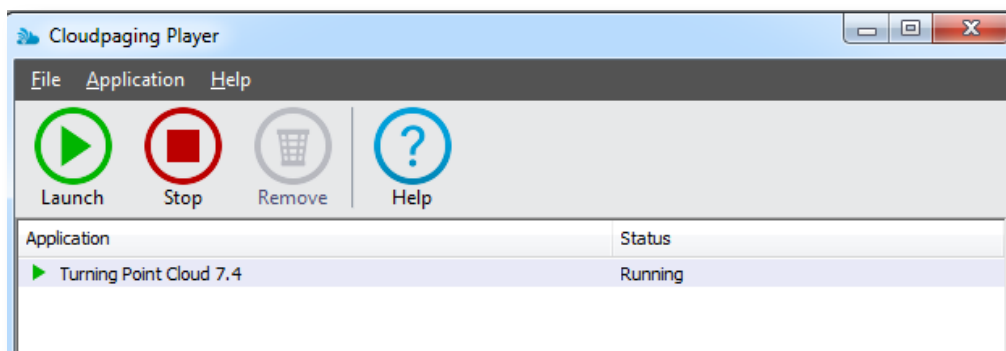 Cloudpaging Player
File Application Help
Launch Stop Remove Help
Application Status
Turning Point Cloud 7.4 Running